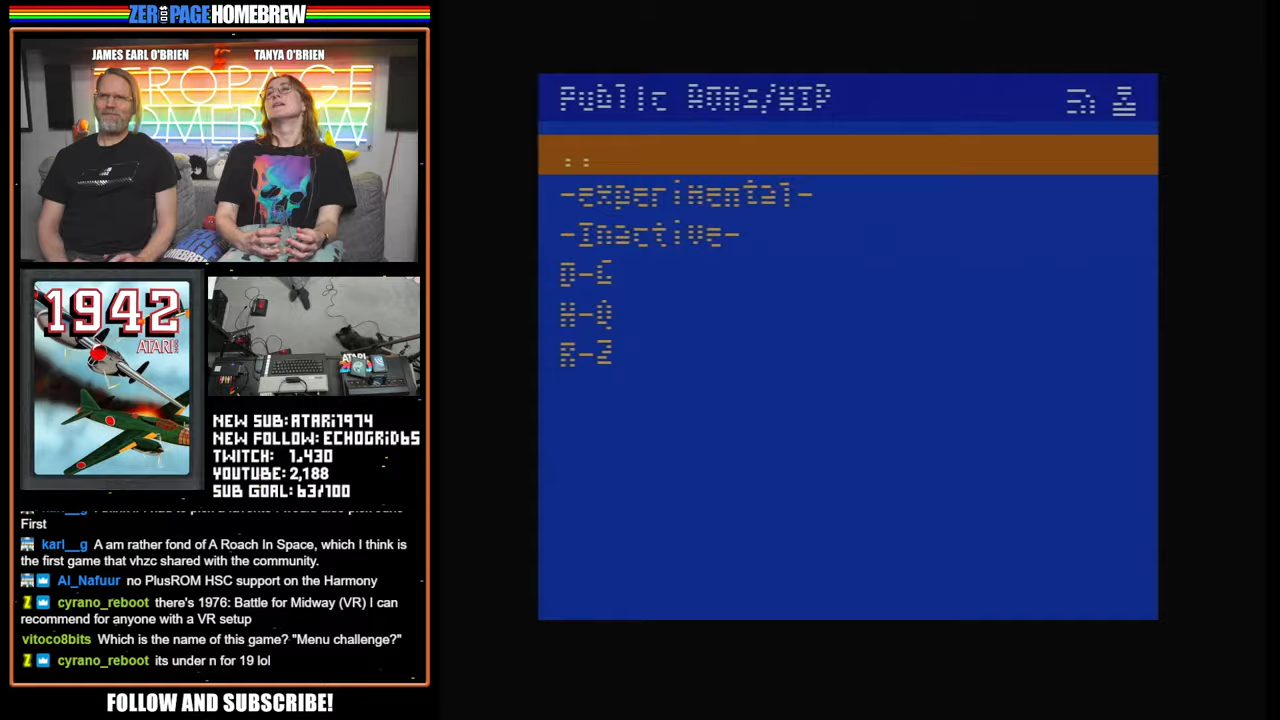 ZEROPAGEHOMEBREW
JAMES EARL O'BRIEN
TANYA O'BRIEN
1942
ATARI
NEW SUB: ATARI1974
NEW FOLLOW: ECHOGRID65
TWITCH: 1,430
YOUTUBE: 2,188
SUB GOAL: 63/100
First
karl__g A am rather fond of A Roach In Space, which I think is
the first game that vhzc shared with the community.
Al_Nafuur no PlusROM HSC support on the Harmony
cyrano_reboot there's 1976: Battle for Midway (VR) I can
recommend for anyone with a VR setup
vitoco8bits Which is the name of this game? "Menu challenge?"
cyrano_reboot its under n for 19 lol
FOLLOW AND SUBSCRIBE!
Public ROMs/WIP
..
-experimental-
-Inactive-
D-G
H-Q
R-Z